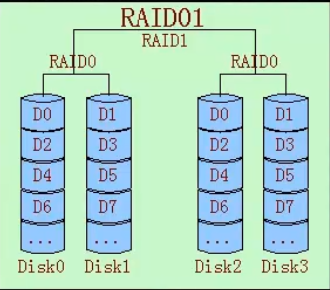 RAID01
RAID1
RAID0 RAID0
D0 D1 D0 D1
D2 D3 D2 D3
D4 D5 D4 D5
D6 D7 D6 D7
... ... ... ...
Disk0 Disk1 Disk2 Disk3